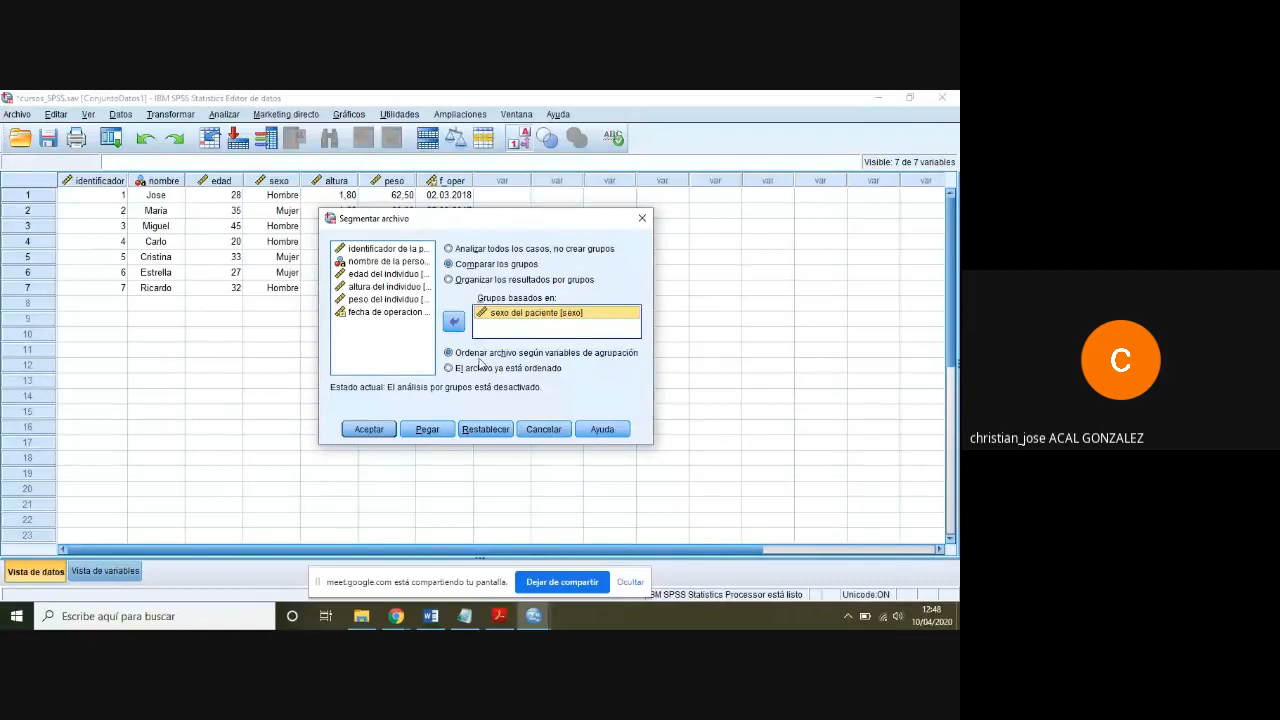 *cursos_SPSS.sav [ConjuntoDatos1] - IBM SPSS Statistics Editor de datos
Archivo Editar Ver Datos Transformar Analizar Marketing directo Gráficos Utilidades Ampliaciones Ventana Ayuda
Visible: 7 de 7 variables
identificador nombre edad sexo altura peso f_oper var var var var var var var var var
1 1 Jose 28 Hombre 1,80 62,50 02.03.2018
2 2 María 35 Mujer
3 3 Miguel 45 Hombre
4 4 Carlo 20 Hombre
5 5 Cristina 33 Mujer
6 6 Estrella 27 Mujer
7 7 Ricardo 32 Hombre
8
9
10
11
12
13
14
15
16
17
18
19
20
21
22
23
Segmentar archivo
identificador de la p...
nombre de la perso...
edad del individuo [...
altura del individuo [...
peso del individuo [...
fecha de operacion ...
Analizar todos los casos, no crear grupos
Comparar los grupos
Organizar los resultados por grupos
Grupos basados en:
sexo del paciente [sexo]
Ordenar archivo según variables de agrupación
El archivo ya está ordenado
Estado actual: El análisis por grupos está desactivado.
Aceptar Pegar Restablecer Cancelar Ayuda
Vista de datos Vista de variables
meet.google.com está compartiendo tu pantalla. Dejar de compartir Ocultar
IBM SPSS Statistics Processor está listo Unicode:ON
Escribe aquí para buscar
12:48
10/04/2020
C
christian_jose ACAL GONZALEZ